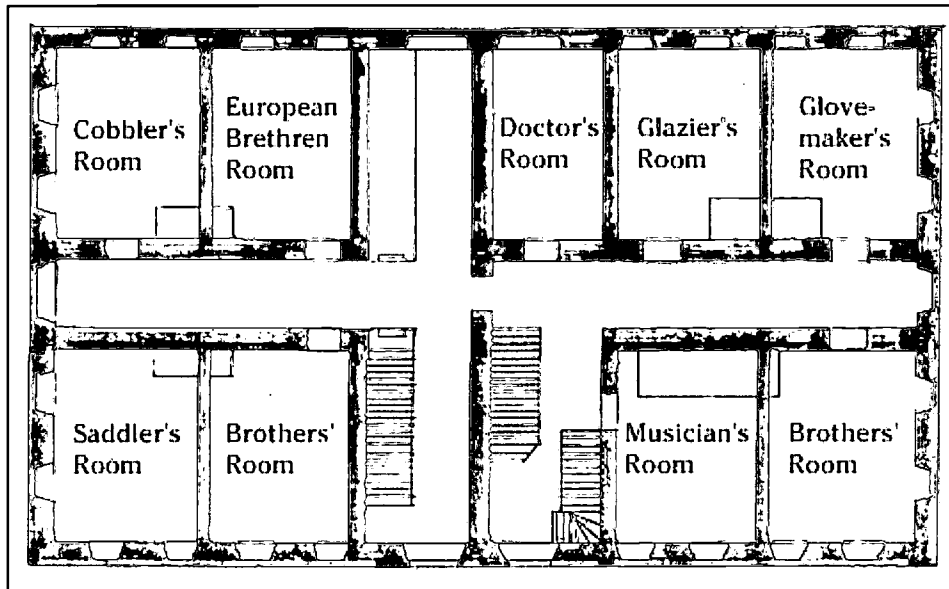 Cobbler's
Room
European
Brethren
Room
Doctor's
Room
Glazier's
Room
Glove-
maker's
Room
Saddler's
Room
Brothers'
Room
Musician's
Room
Brothers'
Room